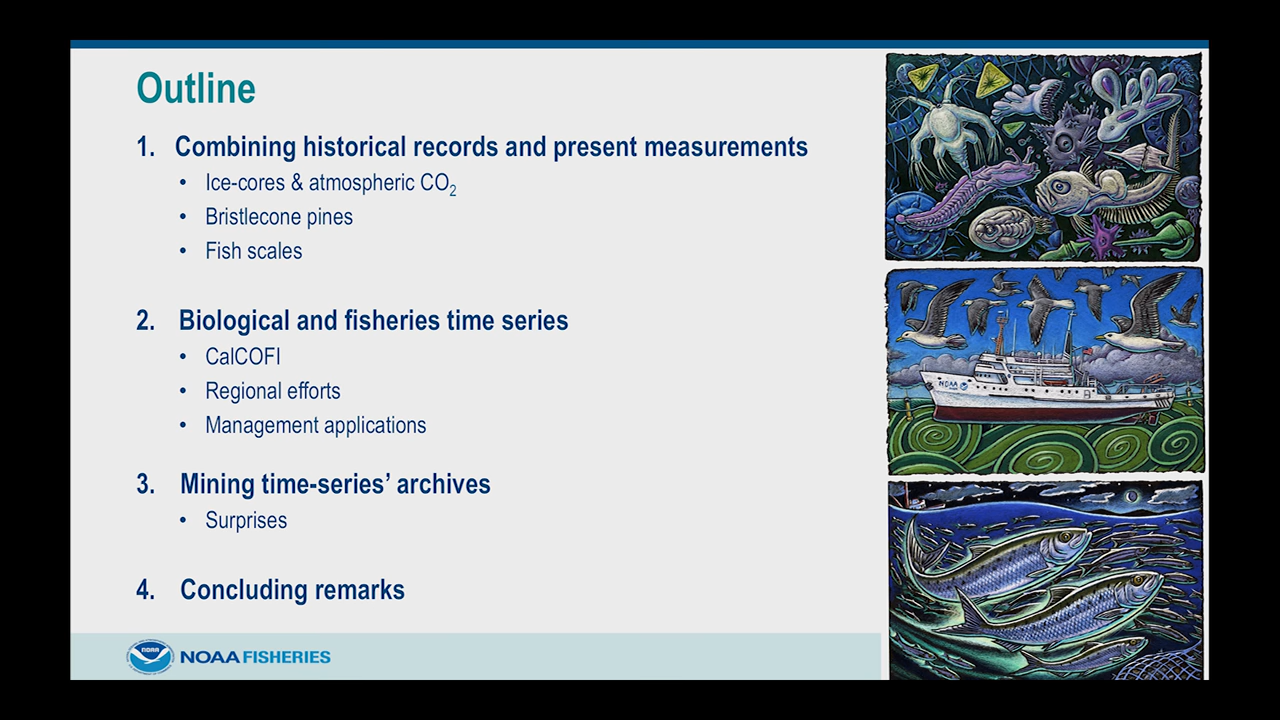 Outline
1. Combining historical records and present measurements
• Ice-cores & atmospheric CO₂
• Bristlecone pines
• Fish scales
2. Biological and fisheries time series
• CalCOFI
• Regional efforts
• Management applications
3. Mining time-series’ archives
• Surprises
4. Concluding remarks
NOAA
NOAA
NOAA FISHERIES